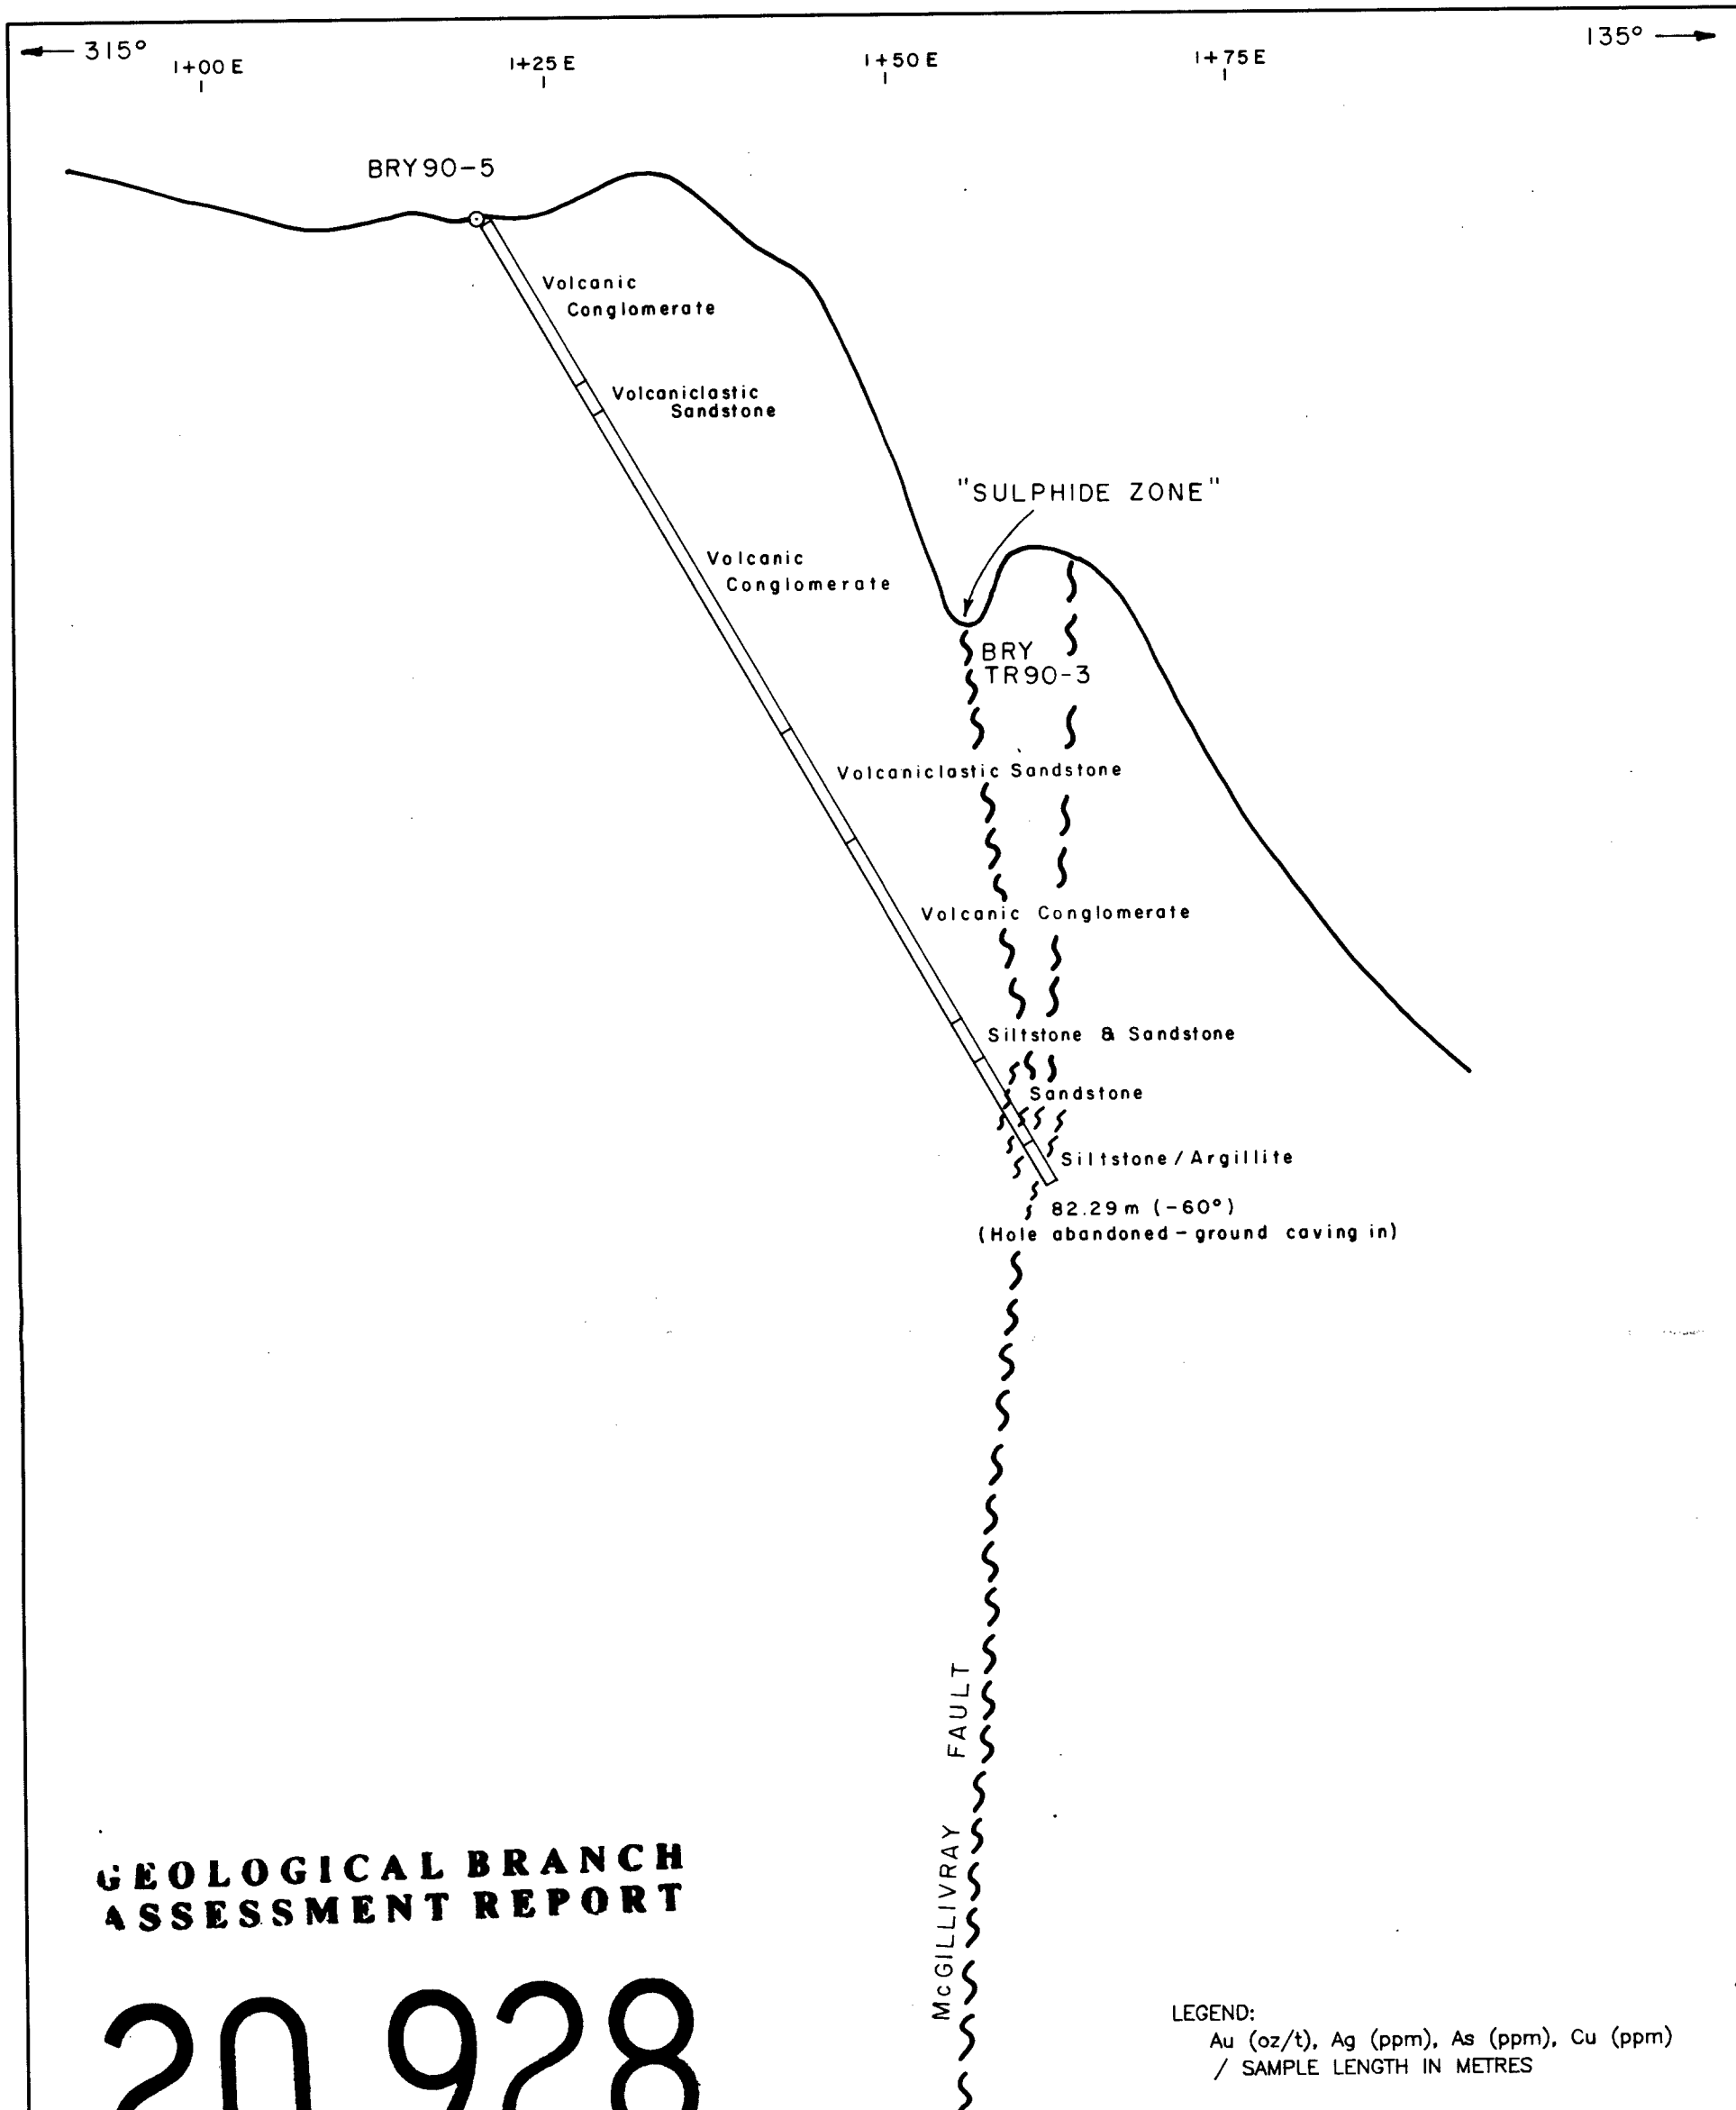 315°
135°
1+00 E
1+25 E
1+50 E
1+75 E
BRY90-5
Volcanic
Conglomerate
Volcaniclastic
Sandstone
"SULPHIDE ZONE"
Volcanic
Conglomerate
BRY
TR90-3
Volcaniclastic Sandstone
Volcanic Conglomerate
Siltstone & Sandstone
Sandstone
Siltstone/Argillite
82.29m (-60°)
(Hole abandoned - ground caving in)
McGILLIVRAY FAULT
GEOLOGICAL BRANCH
ASSESSMENT REPORT
20,928
LEGEND:
Au (oz/t), Ag (ppm), As (ppm), Cu (ppm)
/ SAMPLE LENGTH IN METRES